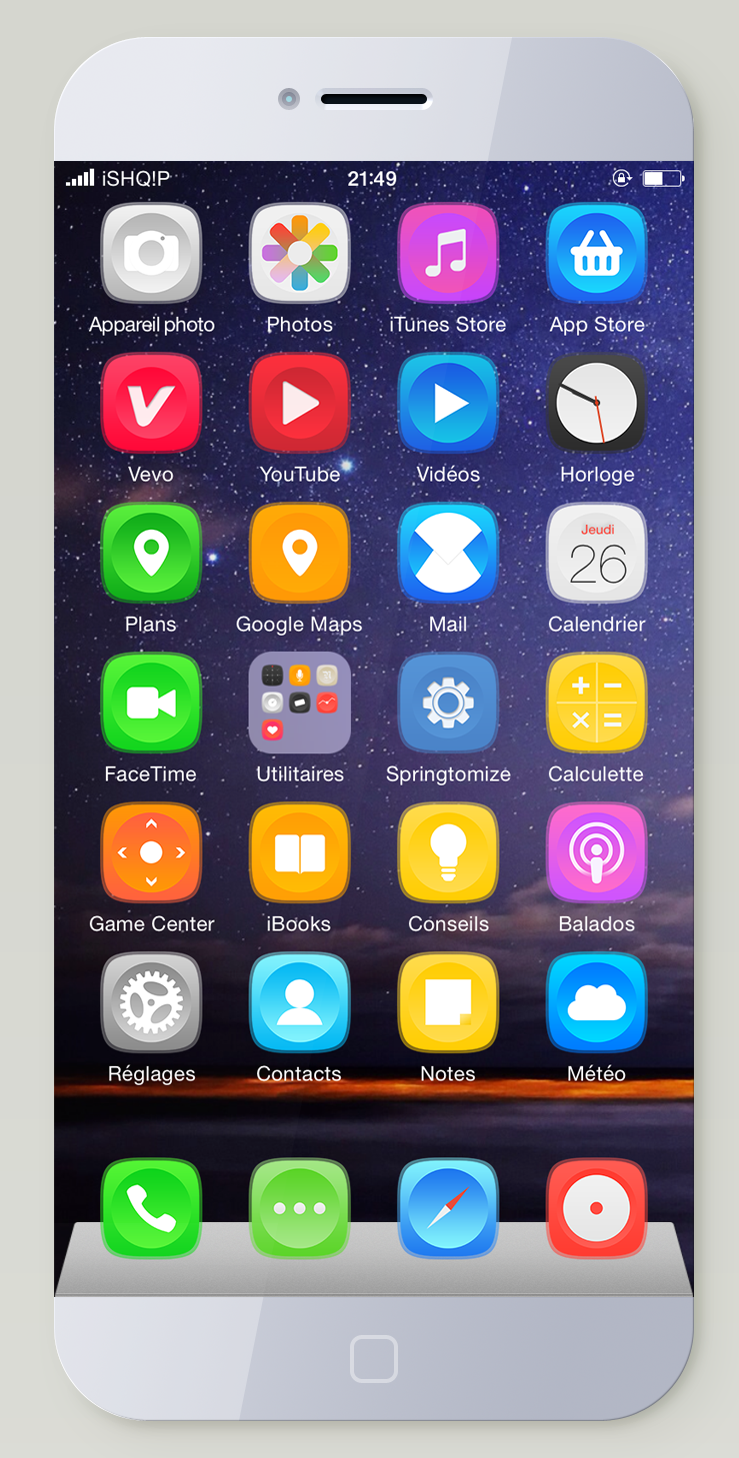 iSHQ!P 21:49
Appareil photo Photos iTunes Store App Store
Vevo YouTube Vidéos Horloge
Jeudi
26
Plans Google Maps Mail Calendrier
FaceTime Utilitaires Springtomize Calculette
Game Center iBooks Conseils Balados
Réglages Contacts Notes Météo